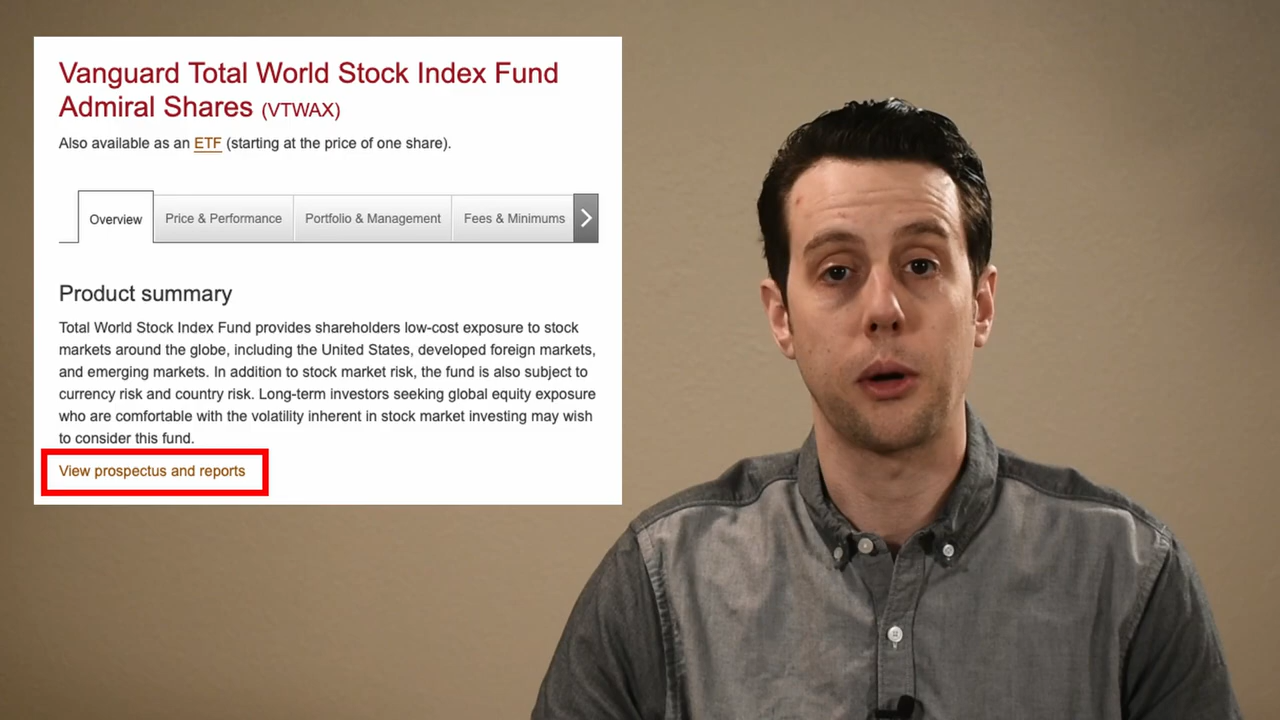 Vanguard Total World Stock Index Fund
Admiral Shares (VTWAX)
Also available as an ETF (starting at the price of one share).
Overview
Price & Performance
Portfolio & Management
Fees & Minimums
Product summary
Total World Stock Index Fund provides shareholders low-cost exposure to stock
markets around the globe, including the United States, developed foreign markets,
and emerging markets. In addition to stock market risk, the fund is also subject to
currency risk and country risk. Long-term investors seeking global equity exposure
who are comfortable with the volatility inherent in stock market investing may wish
to consider this fund.
View prospectus and reports